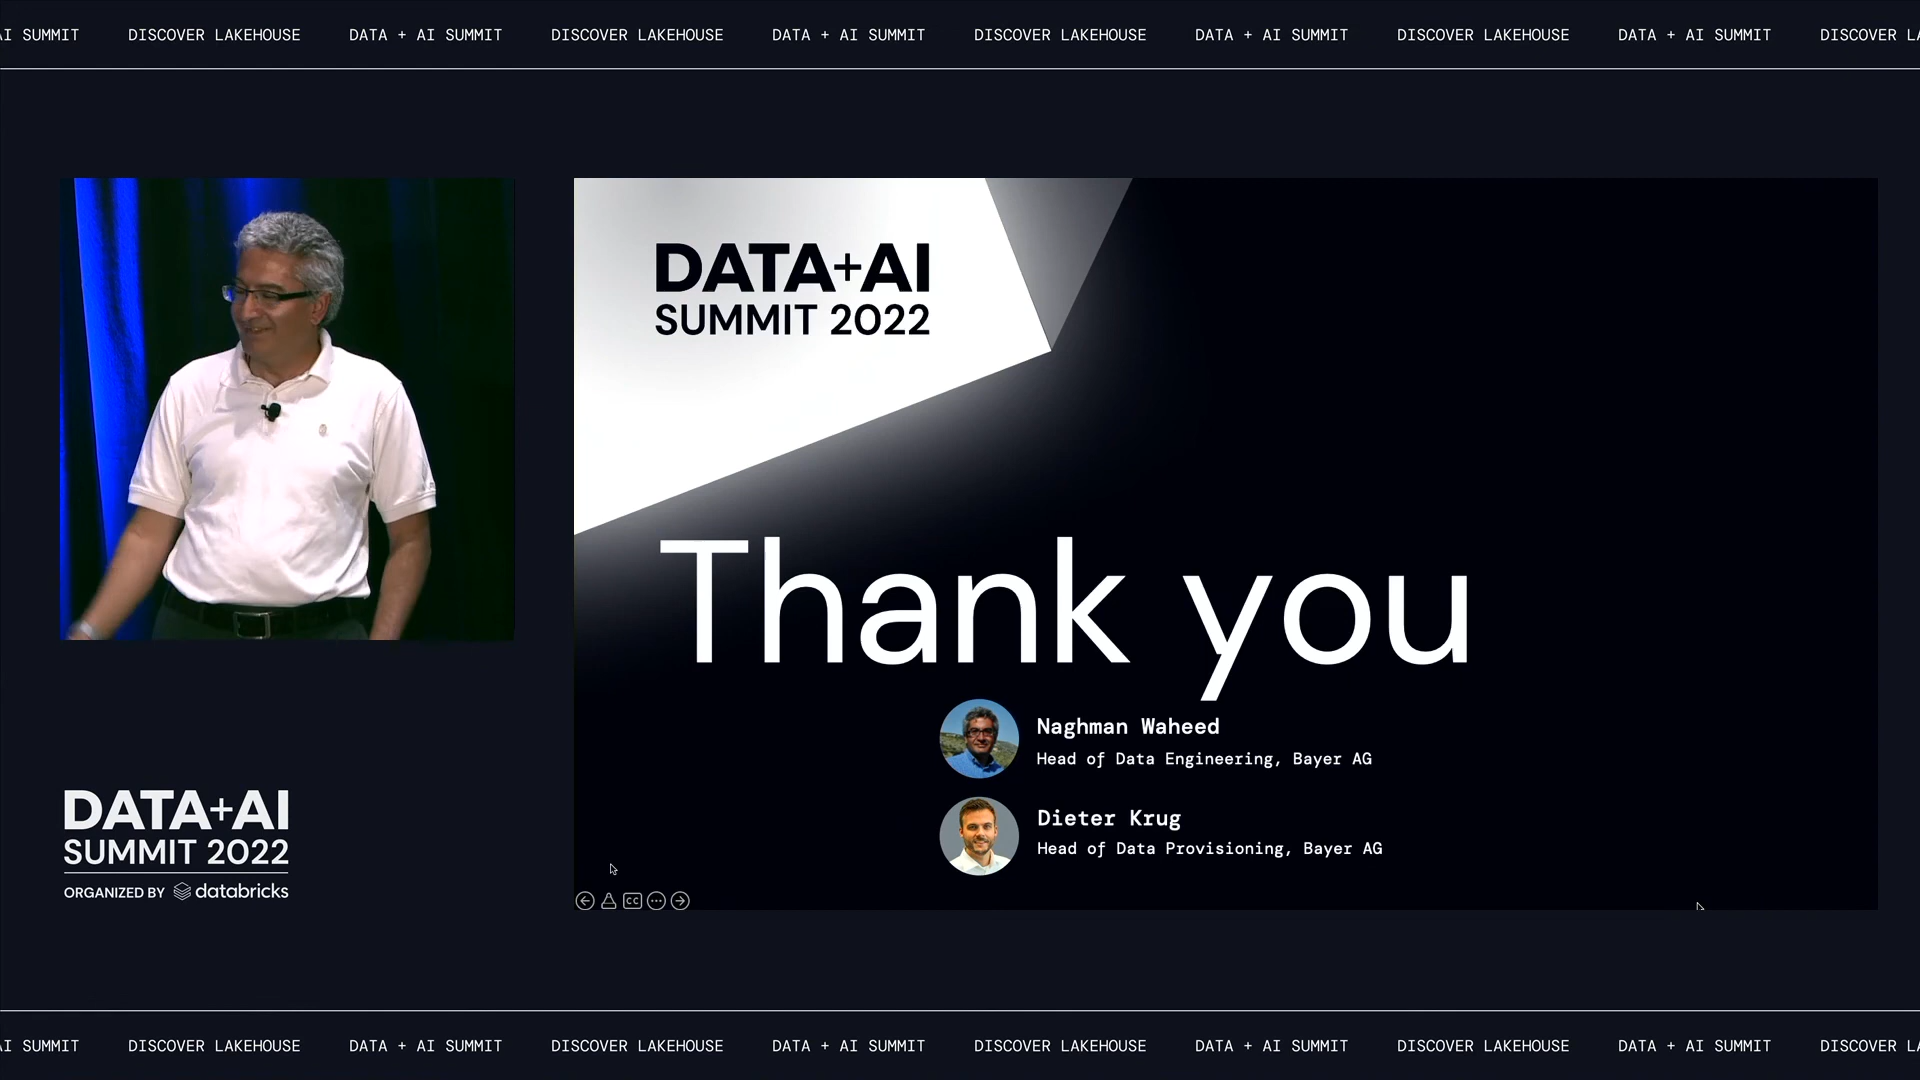 AI SUMMIT DISCOVER LAKEHOUSE DATA + AI SUMMIT DISCOVER LAKEHOUSE DATA + AI SUMMIT DISCOVER LAKEHOUSE DATA + AI SUMMIT DISCOVER LAKEHOUSE DATA + AI SUMMIT DISCOVER
DATA+AI
SUMMIT 2022
Thank you
Naghman Waheed
Head of Data Engineering, Bayer AG
Dieter Krug
Head of Data Provisioning, Bayer AG
CC
DATA+AI
SUMMIT 2022
ORGANIZED BY databricks
AI SUMMIT DISCOVER LAKEHOUSE DATA + AI SUMMIT DISCOVER LAKEHOUSE DATA + AI SUMMIT DISCOVER LAKEHOUSE DATA + AI SUMMIT DISCOVER LAKEHOUSE DATA + AI SUMMIT DISCOVER